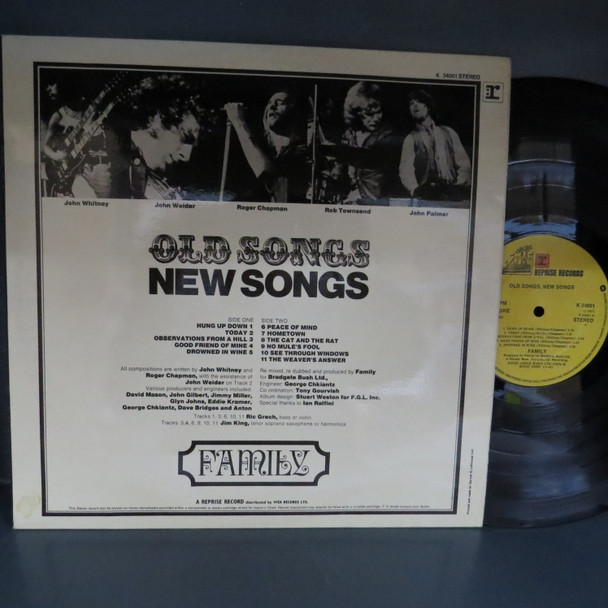 K 34001 STEREO
r
John Whitney
John Weider
Roger Chapman
Rob Townsend
John Palmer
OLD SONGS
NEW SONGS
SIDE ONE
HUNG UP DOWN 1
TODAY 2
OBSERVATIONS FROM A HILL 3
GOOD FRIEND OF MINE 4
DROWNED IN WINE 5
SIDE TWO
6 PEACE OF MIND
7 HOMETOWN
8 THE CAT AND THE RAT
9 NO MULE'S FOOL
10 SEE THROUGH WINDOWS
11 THE WEAVER'S ANSWER
All compositions are written by John Whitney and
Roger Chapman, with the assistance of
John Weider on Track 2
Various producers and engineers included:
David Mason, John Gilbert, Jimmy Miller,
Glyn Johns, Eddie Kramer,
George Chkiantz, Dave Bridges and Anton
Re mixed, re dubbed and produced by Family
for Bradgate Bush Ltd.,
Engineer: George Chkiantz
Co ordination: Tony Gourvish
Album design: Stuart Weston for F.G.L. Inc.
Special thanks to Ian Ralfini
Tracks 1, 3, 6, 10, 11 Ric Grech, bass or violin.
Tracks 3, 6, 8, 10, 11 Jim King, tenor soprano saxophone or harmonica
FAMILY
A REPRISE RECORD distributed by WEA RECORDS LTD.
r REPRISE RECORDS
OLD SONGS, NEW SONGS
K 34001
STEREO
FAMILY